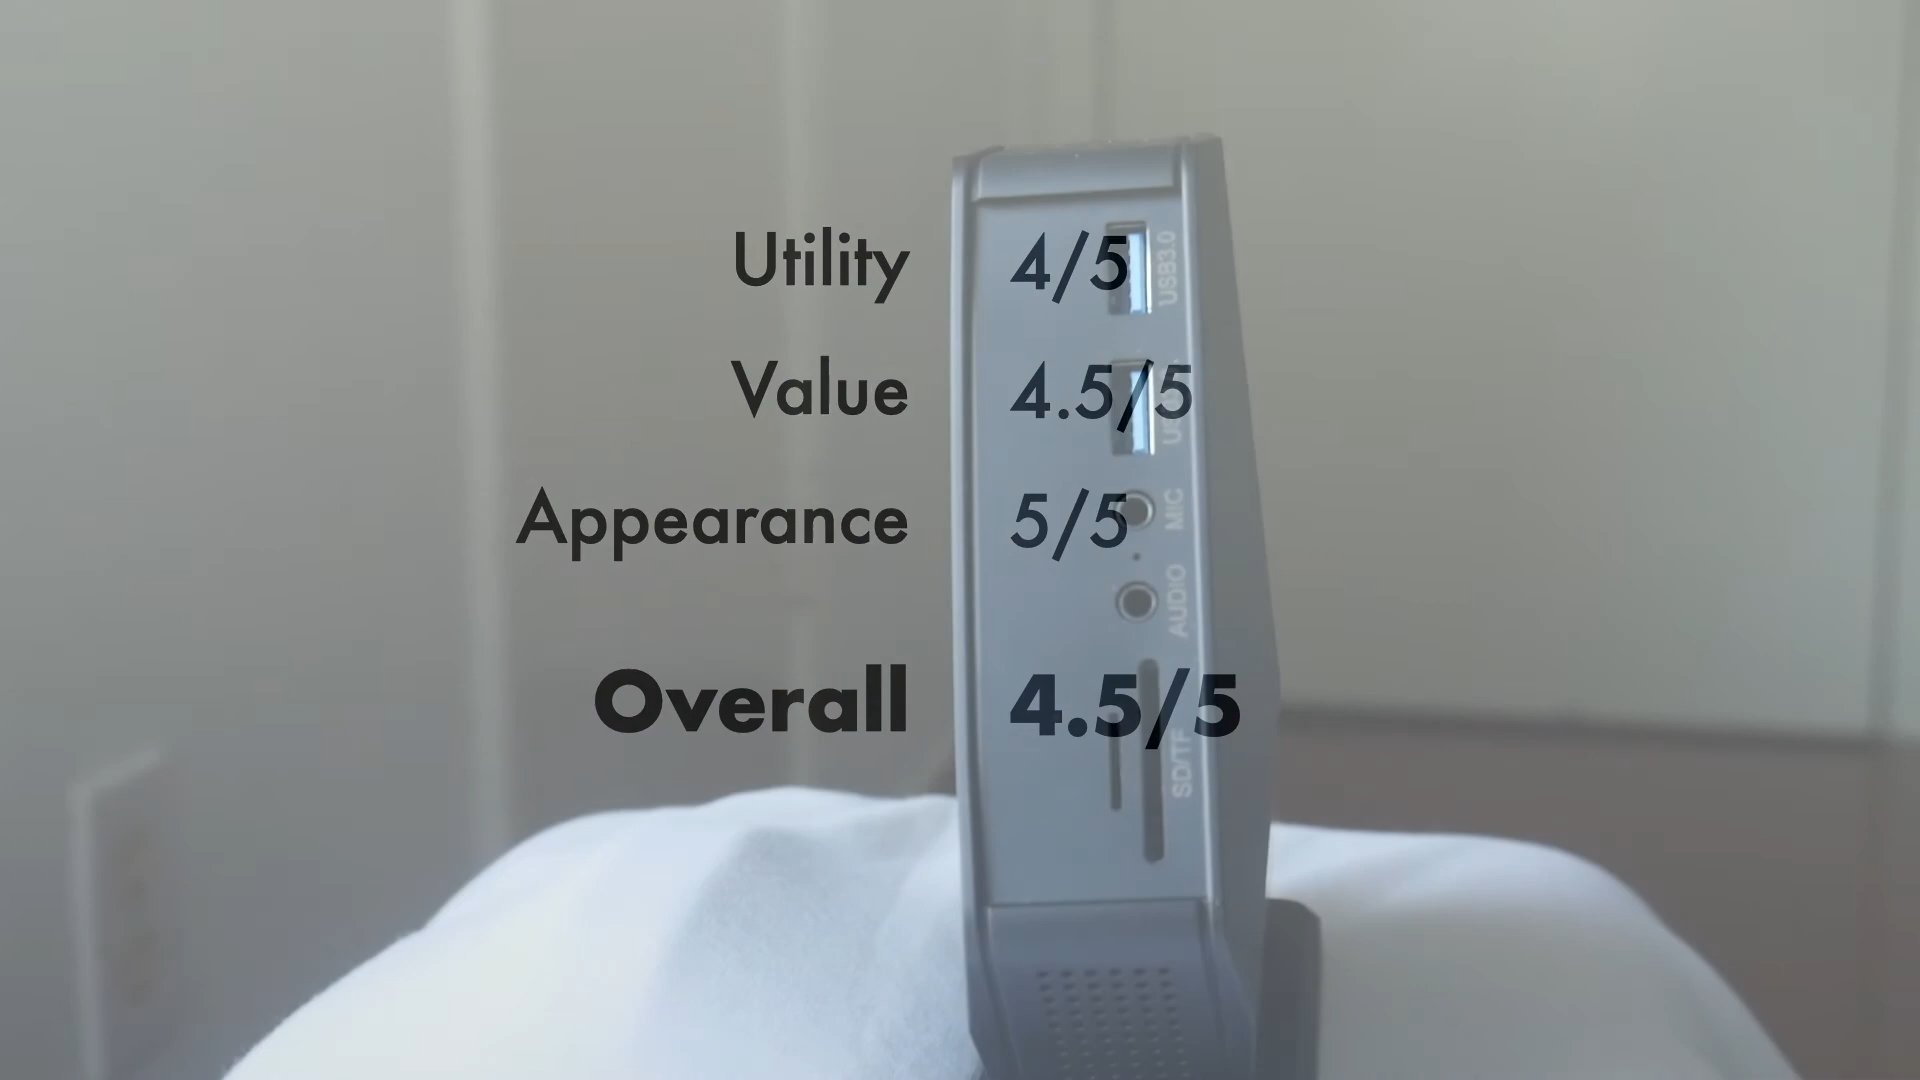 Utility 4/5
USB3.0
Value 4.5/5
Appearance 5/5
MIC
AUDIO
Overall 4.5/5
SD/TF